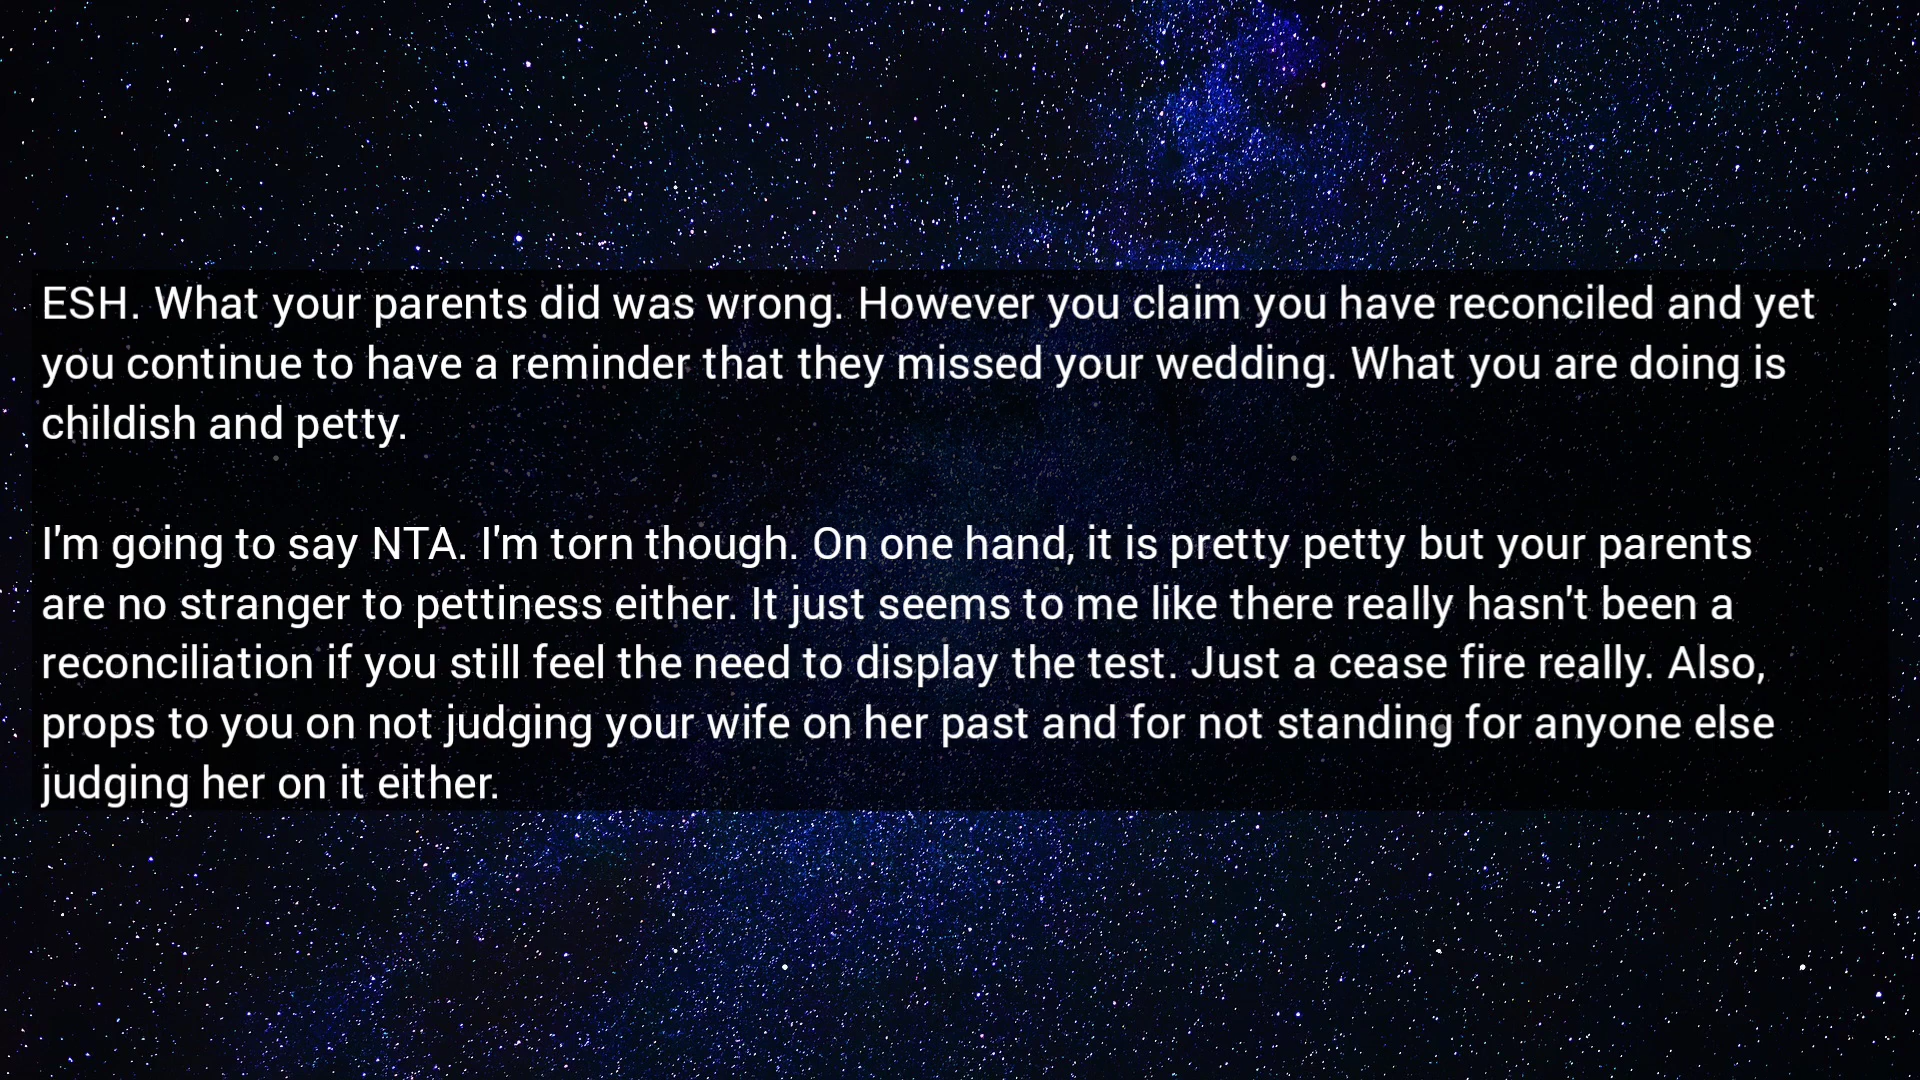 ESH. What your parents did was wrong. However you claim you have reconciled and yet
you continue to have a reminder that they missed your wedding. What you are doing is
childish and petty.
I'm going to say NTA. I'm torn though. On one hand, it is pretty petty but your parents
are no stranger to pettiness either. It just seems to me like there really hasn't been a
reconciliation if you still feel the need to display the test. Just a cease fire really. Also,
props to you on not judging your wife on her past and for not standing for anyone else
judging her on it either.